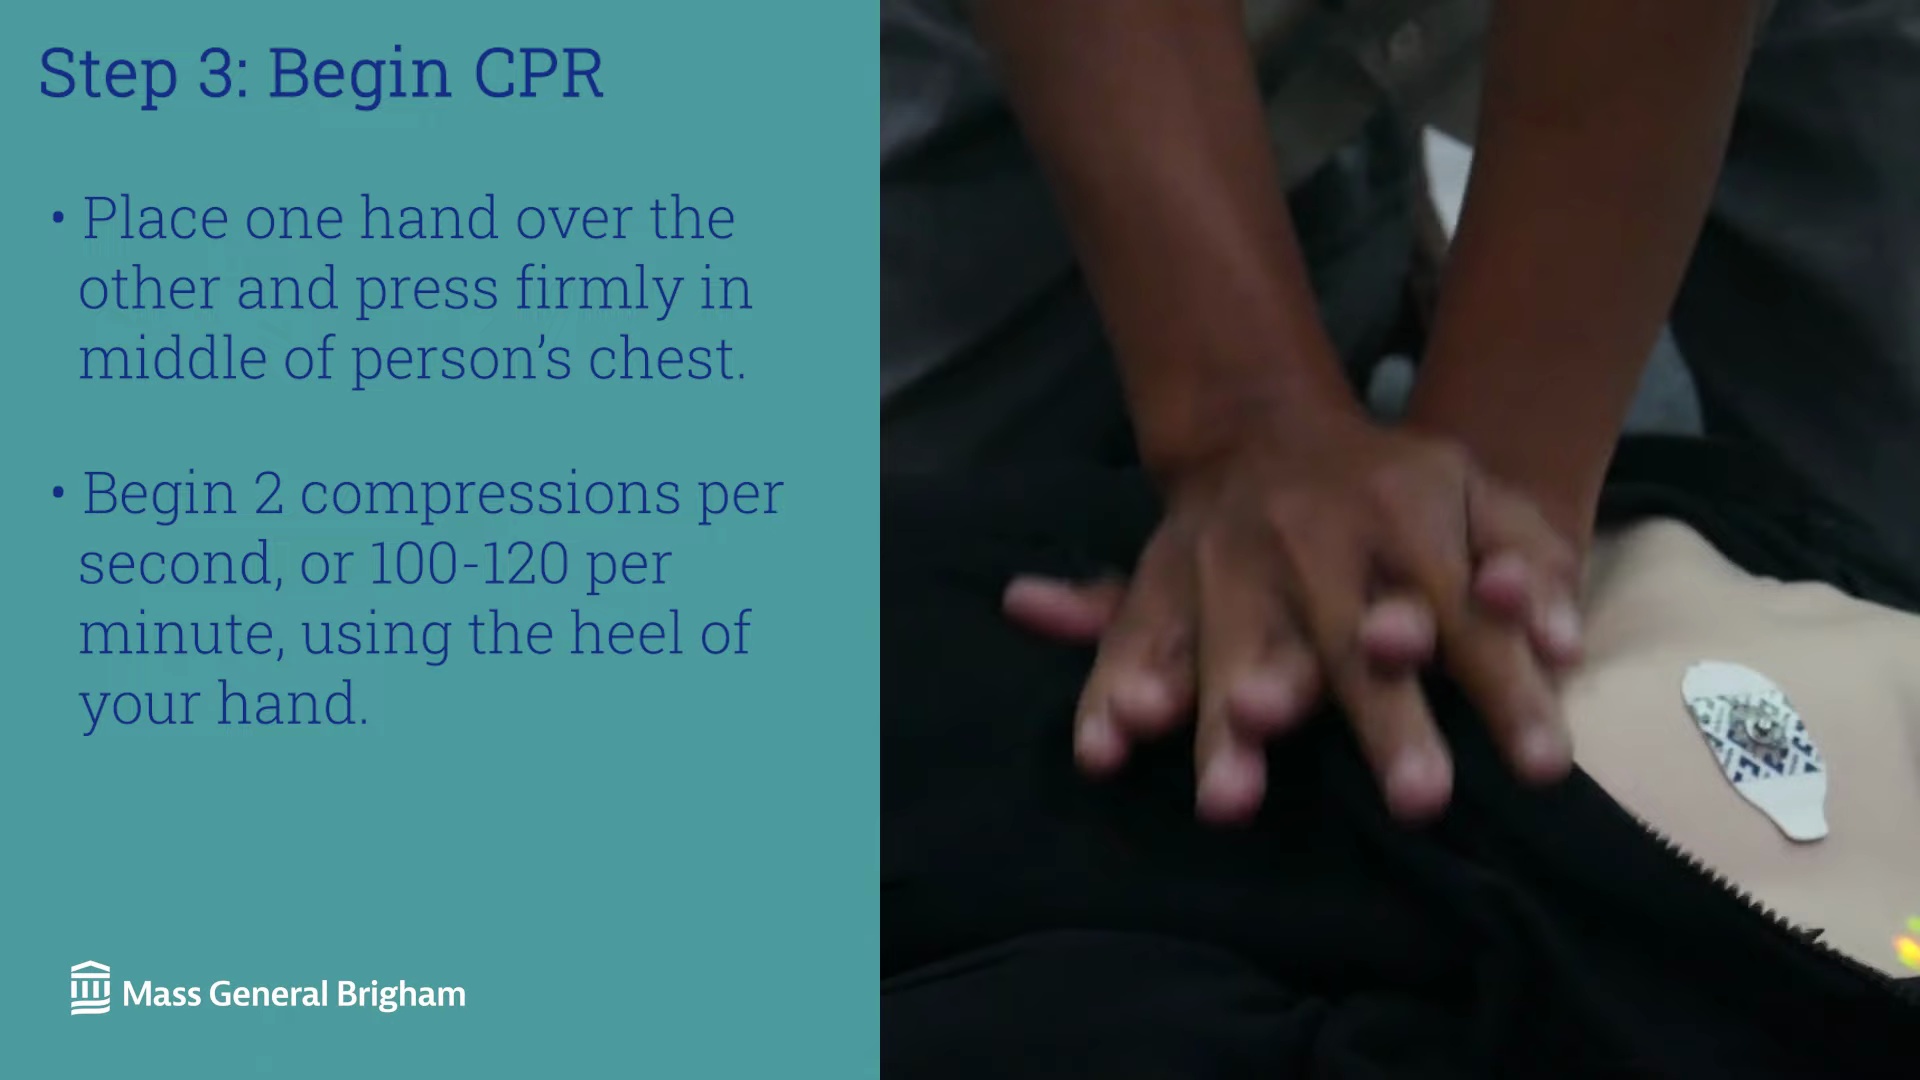 Step 3: Begin CPR
• Place one hand over the
other and press firmly in
middle of person's chest.
• Begin 2 compressions per
second, or 100-120 per
minute, using the heel of
your hand.
Mass General Brigham